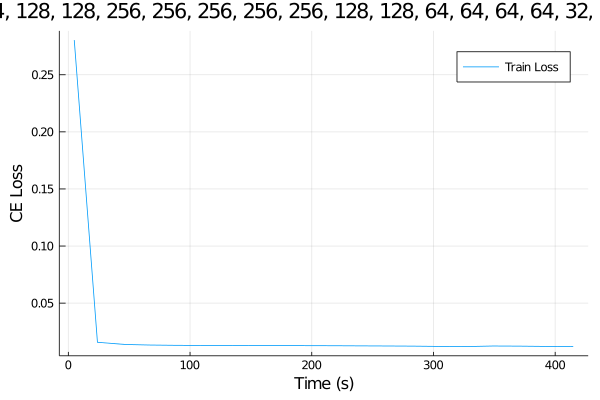 128, 128, 256, 256, 256, 256, 256, 128, 128, 64, 64, 64, 64, 32,
Train Loss
0.25
0.20
0.15
0.10
0.05
CE Loss
0 100 200 300 400
Time (s)